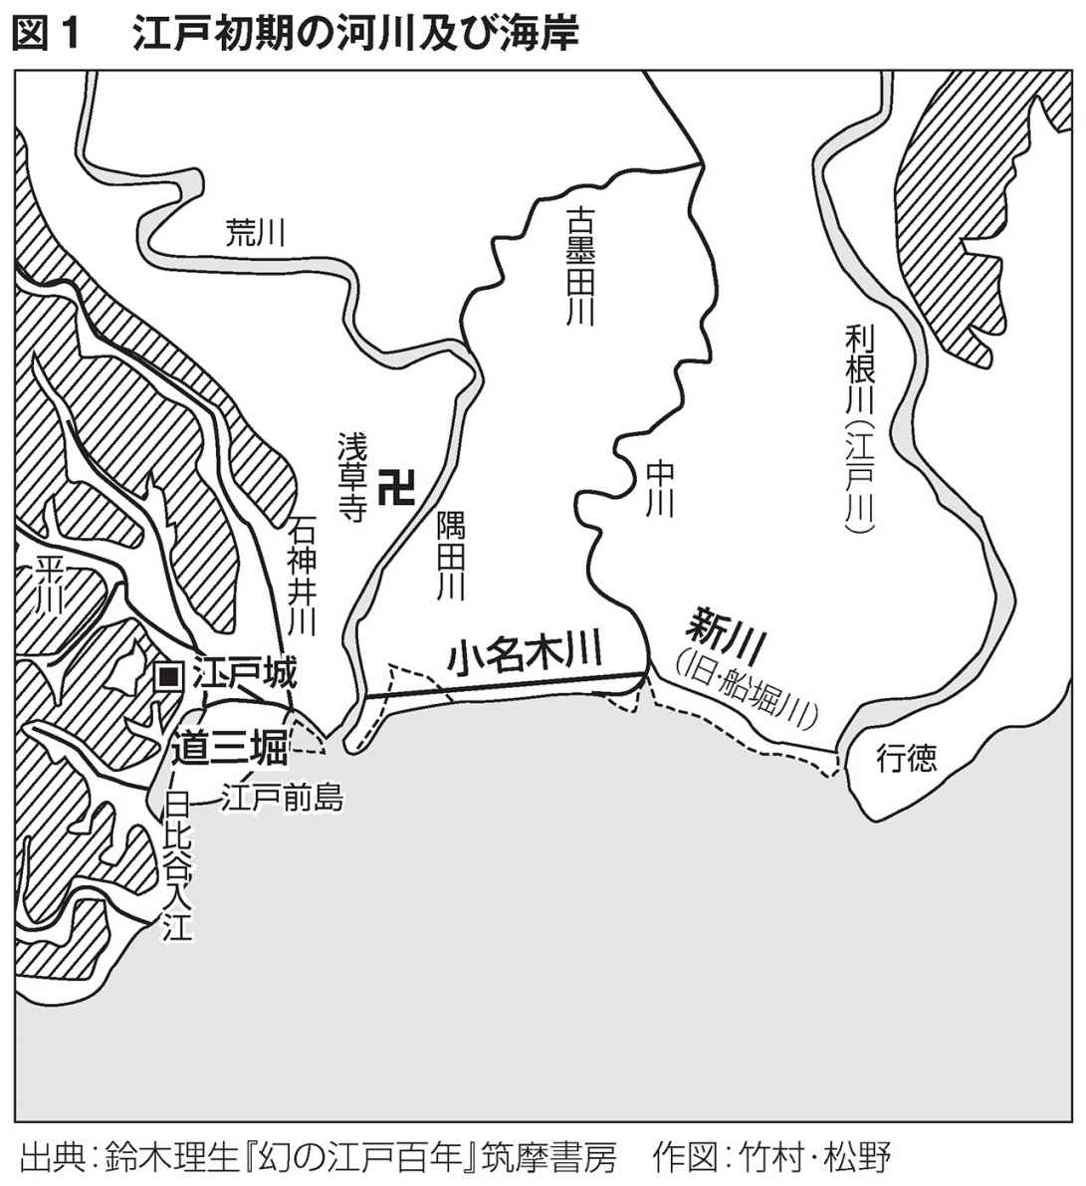 図1 江戸初期の河川及び海岸
荒川
古墨田川
利根川(江戸川)
浅草寺
卍
中川
隅田川
石神井川
平川
小名木川
新川
(旧・船堀川)
江戸城
道三堀
行徳
江戸前島
日比谷入江
出典:鈴木理生『幻の江戸百年』筑摩書房 作図:竹村・松野